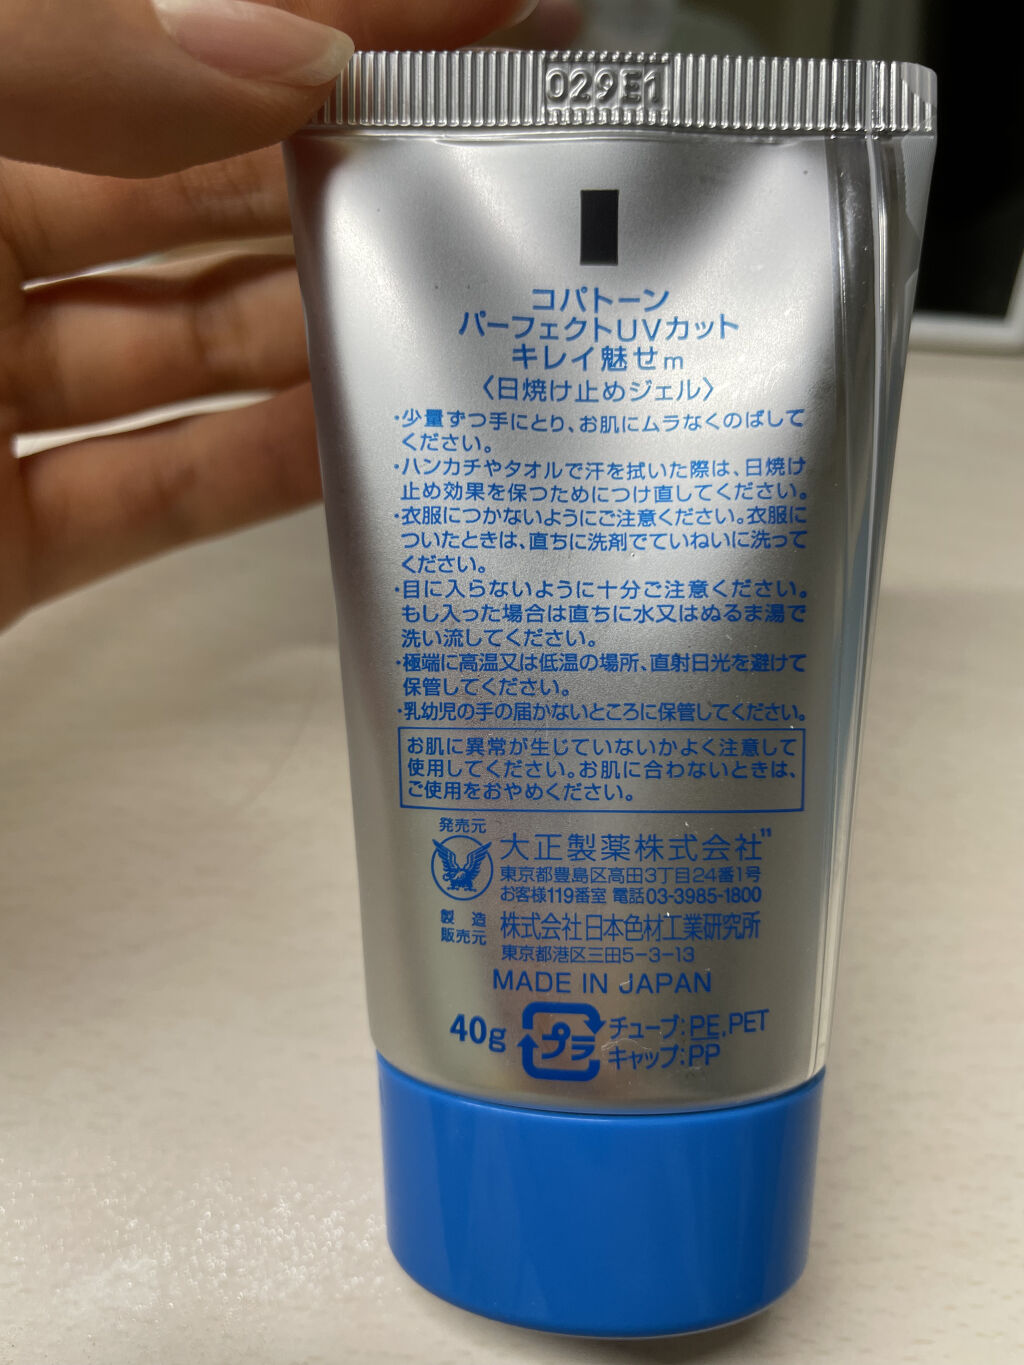 029E1
コパトーン
パーフェクトUVカット
キレイ魅せm
〈日焼け止めジェル〉
・少量ずつ手にとり、お肌にムラなくのばして
ください。
・ハンカチやタオルで汗を拭いた際は、日焼け
止め効果を保つためにつけ直してください。
・衣服につかないようにご注意ください。衣服に
ついたときは、直ちに洗剤でていねいに洗って
ください。
・目に入らないように十分ご注意ください。
もし入った場合は直ちに水又はぬるま湯で
洗い流してください。
・極端に高温又は低温の場所、直射日光を避けて
保管してください。
・乳幼児の手の届かないところに保管してください。
お肌に異常が生じていないかよく注意して
使用してください。お肌に合わないときは、
ご使用をおやめください。
発売元
大正製薬株式会社11
東京都豊島区高田3丁目24番1号
お客様119番室 電話03-3985-1800
製造
販売元
株式会社日本色材工業研究所
東京都港区三田5-3-13
MADE IN JAPAN
40g
プラ
チューブ:PE,PET
キャップ:PP